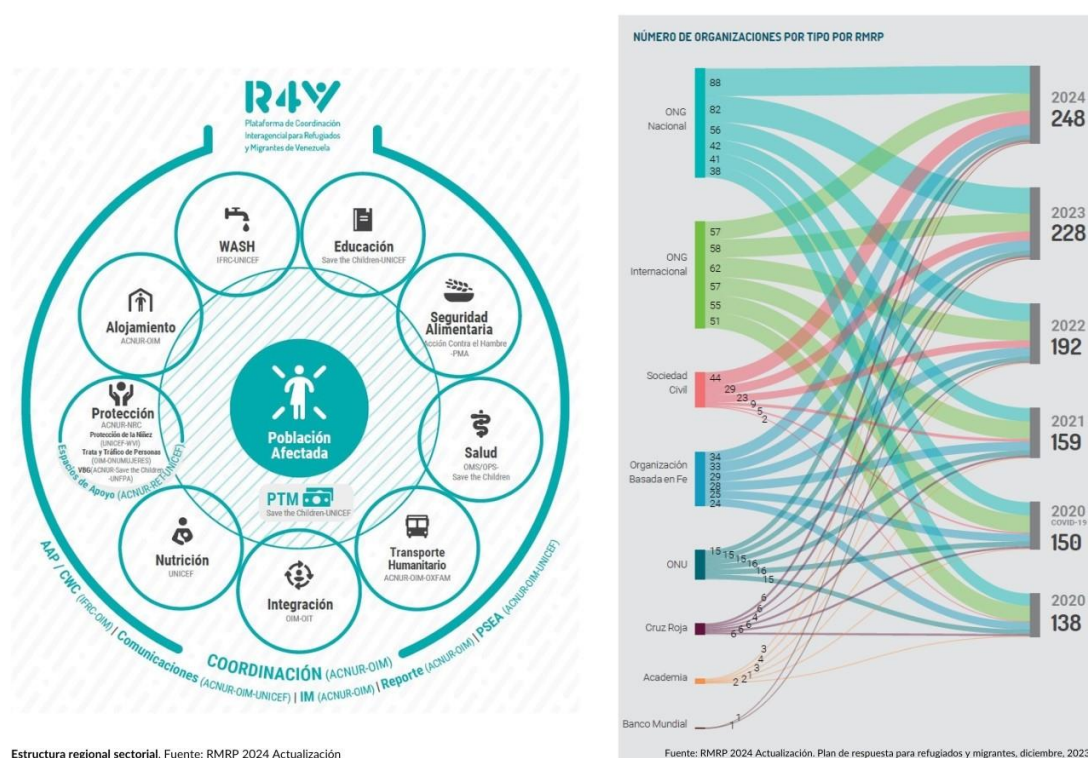 R4V
Plataforma de Coordinación
Interagencial para Refugiados
y Migrantes de Venezuela
WASH
IFRC-UNICEF
Educación
Save the Children-UNICEF
Alojamiento
ACNUR-OIM
Seguridad
Alimentaria
Acción Contra el Hambre
-PMA
Protección
ACNUR-NRC
Protección de la Niñez
(UNICEF-WVI)
Trata y Tráfico de Personas
(OIM-ONUMUJERES)
VBG(ACNUR-Save the Children
-UNFPA)
Espacios de Apoyo (ACNUR-RET-UNICEF)
Población
Afectada
Salud
OMS/OPS-
Save the Children
PTM
Save the Children-UNICEF
Nutrición
UNICEF
Integración
OIM-OIT
Transporte
Humanitario
ACNUR-OIM-OXFAM
COORDINACIÓN (ACNUR-OIM)
AAP / CWC (IFRC-OIM) | Comunicaciones (ACNUR-OIM-UNICEF) | IM (ACNUR-OIM) | Reporte (ACNUR-OIM) | PSEA (ACNUR-OIM-UNICEF)
Estructura regional sectorial. Fuente: RMRP 2024 Actualización
NÚMERO DE ORGANIZACIONES POR TIPO POR RMRP
ONG
Nacional
88
82
56
42
41
38
ONG
Internacional
57
58
62
57
55
51
Sociedad
Civil
44
29
23
9
5
2
Organización
Basada en Fe
34
33
29
28
25
24
ONU
15
15
15
16
16
15
Cruz Roja
6
6
4
6
6
6
Academia
3
4
3
1
2
2
Banco Mundial
1
1
2024
248
2023
228
2022
192
2021
159
2020
COVID-19
150
2020
138
Fuente: RMRP 2024 Actualización. Plan de respuesta para refugiados y migrantes, diciembre, 2023